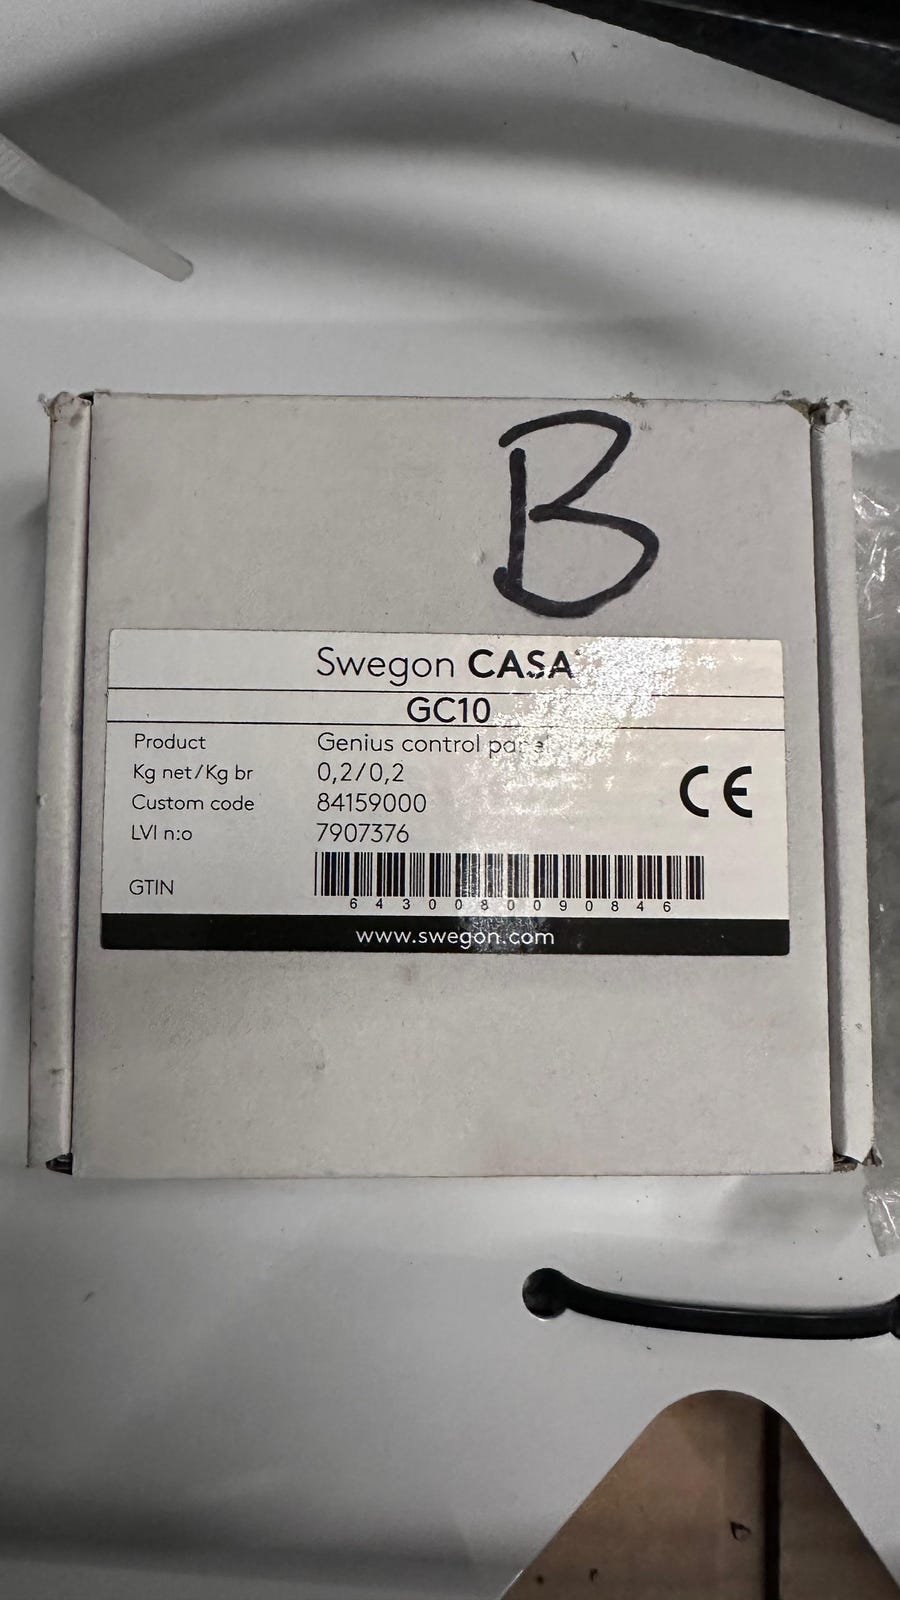 B
Swegon CASA
GC10
Product Genius control panel
Kg net/Kg br 0,2/0,2
Custom code 84159000
LVI n:o 7907376
GTIN
6430080090846
CE
www.swegon.com